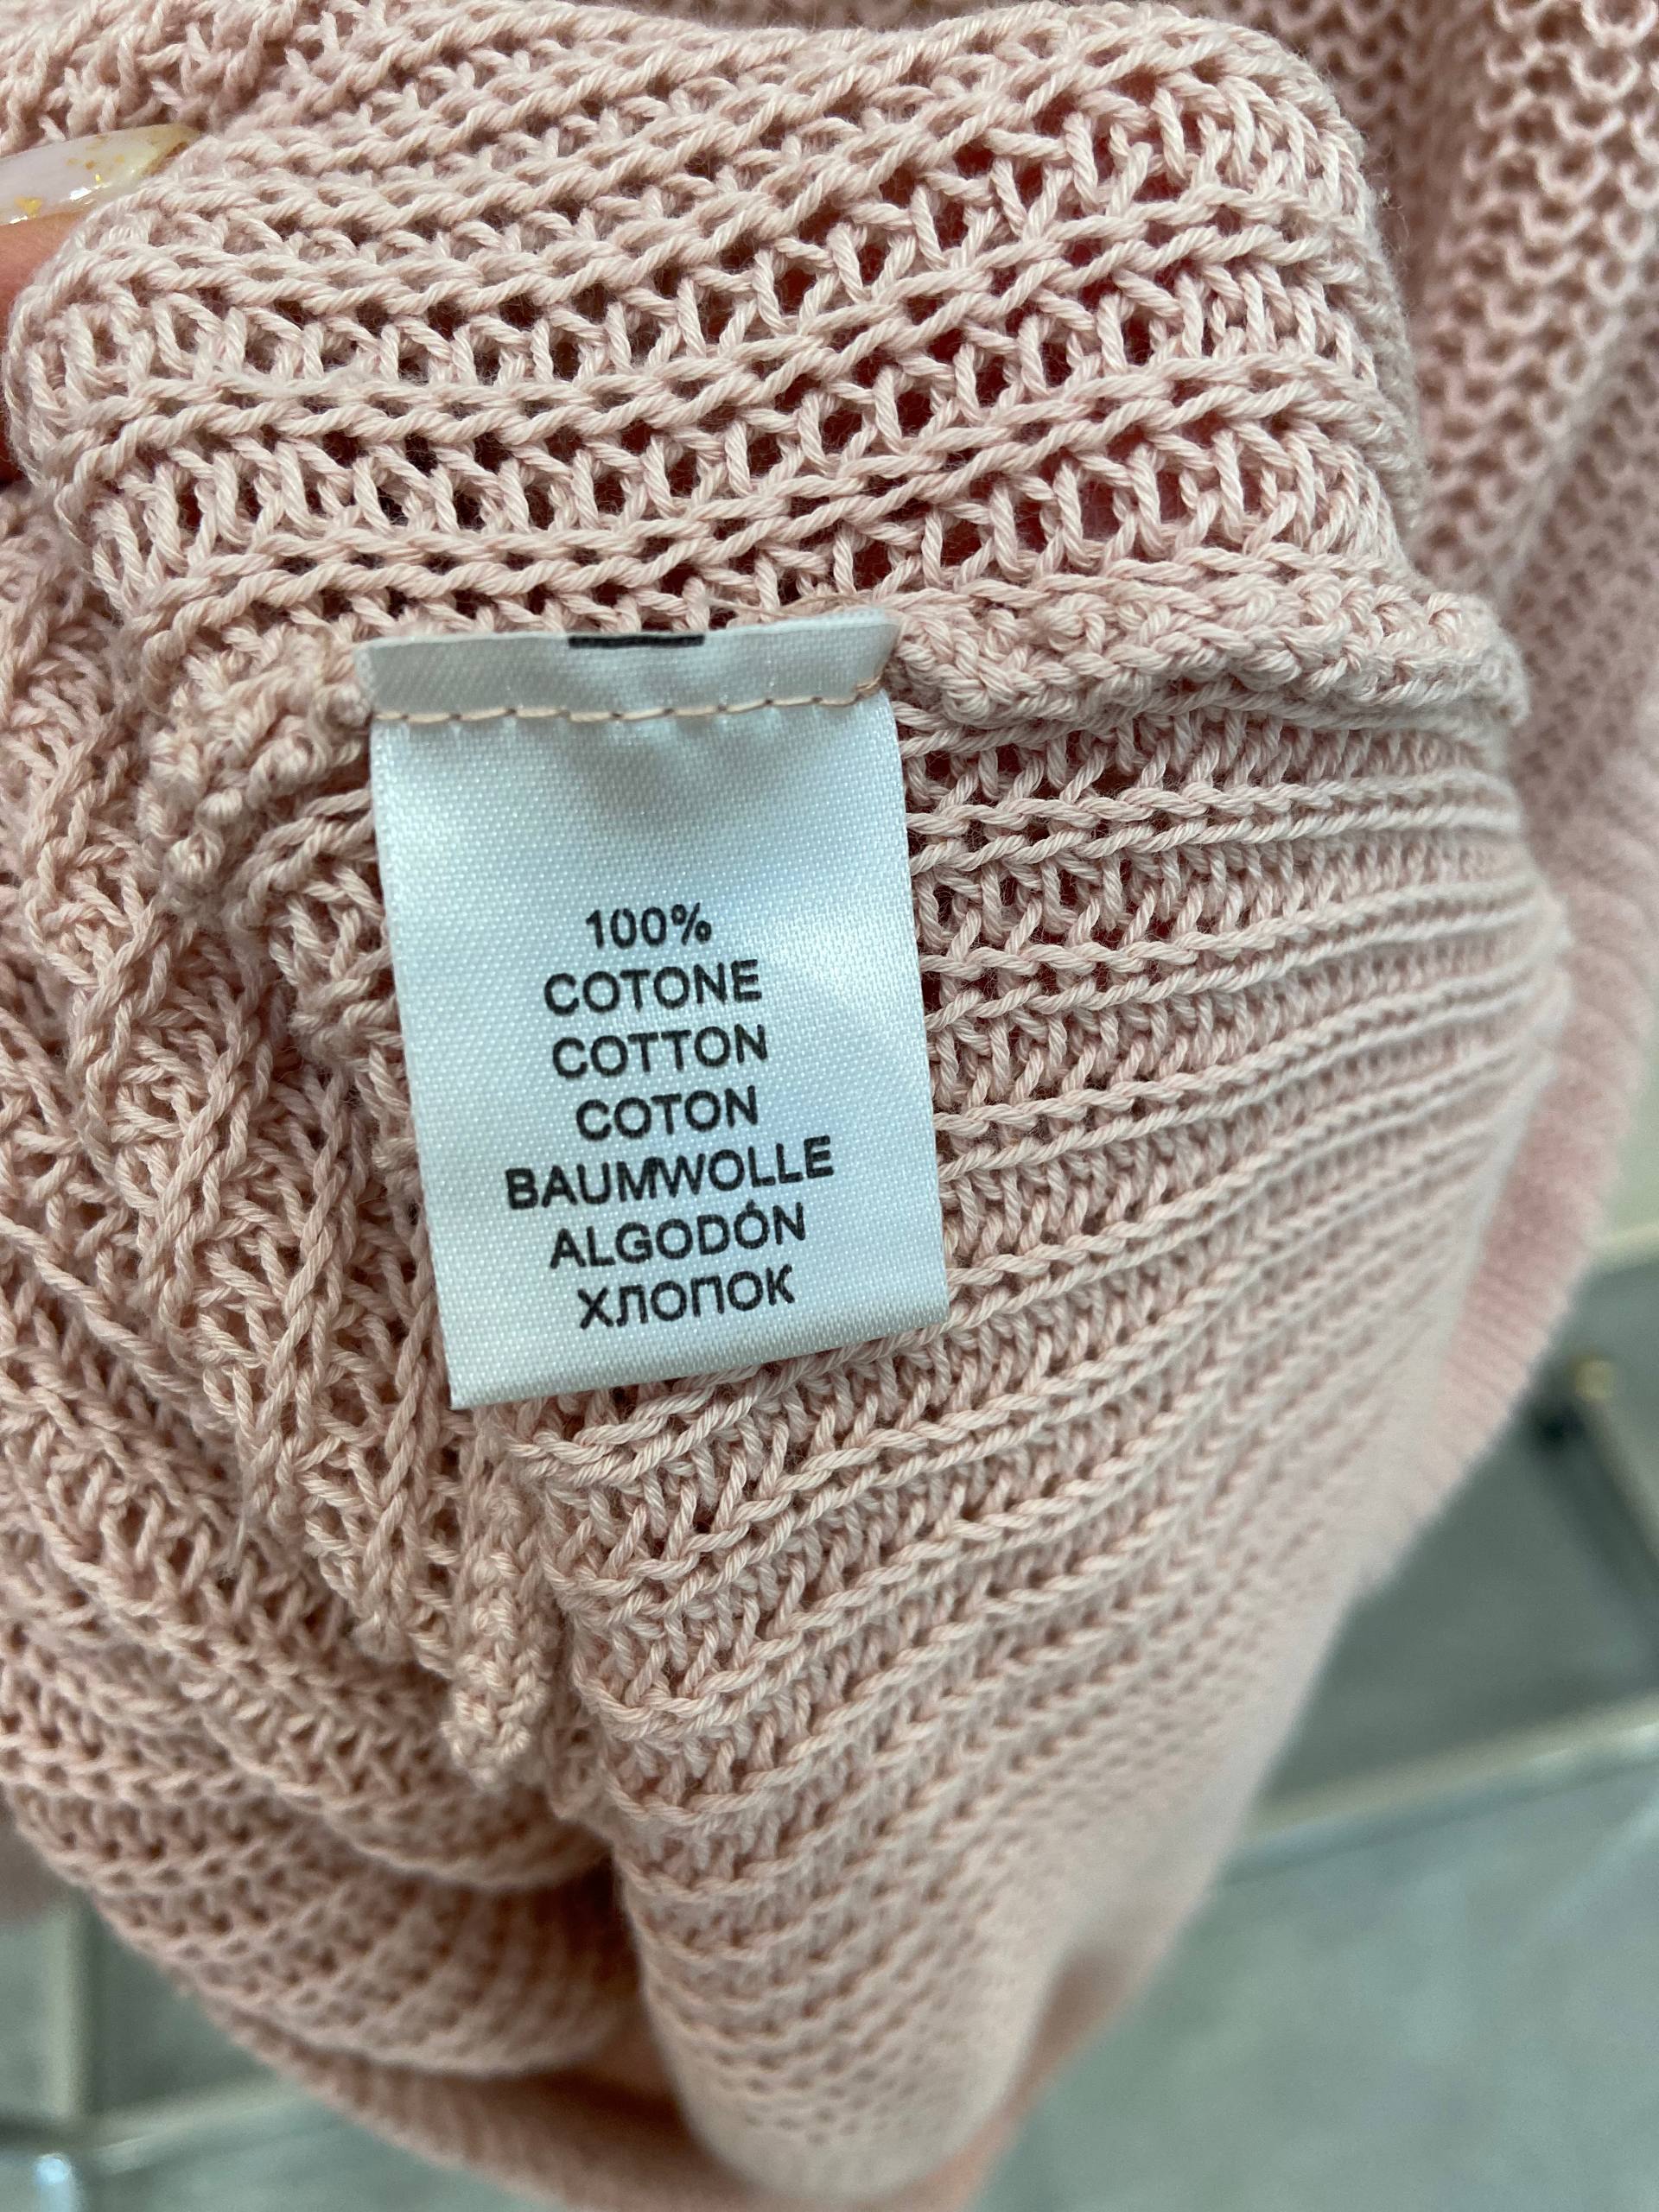 100%
COTONE
COTTON
COTON
BAUMWOLLE
ALGODÓN
ХЛОПОК